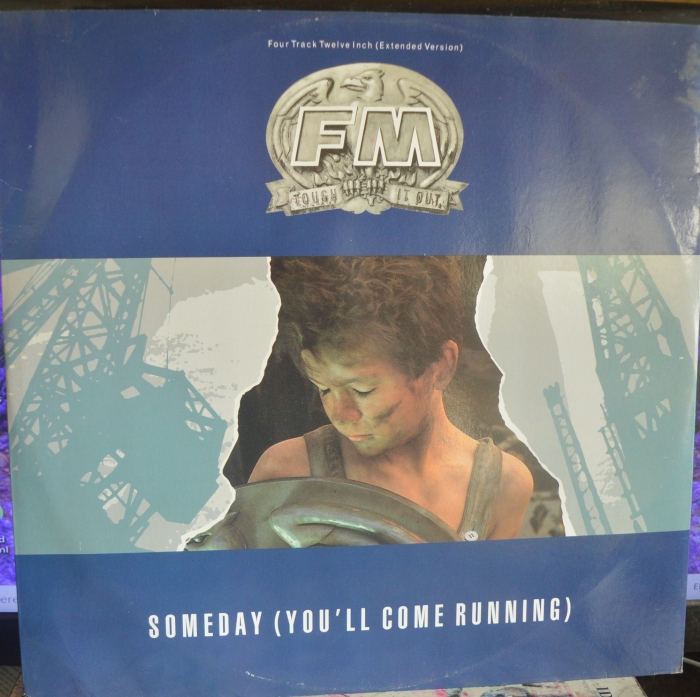 Four Track Twelve Inch (Extended Version)
FM
TOUGH IT OUT
SOMEDAY (YOU'LL COME RUNNING)